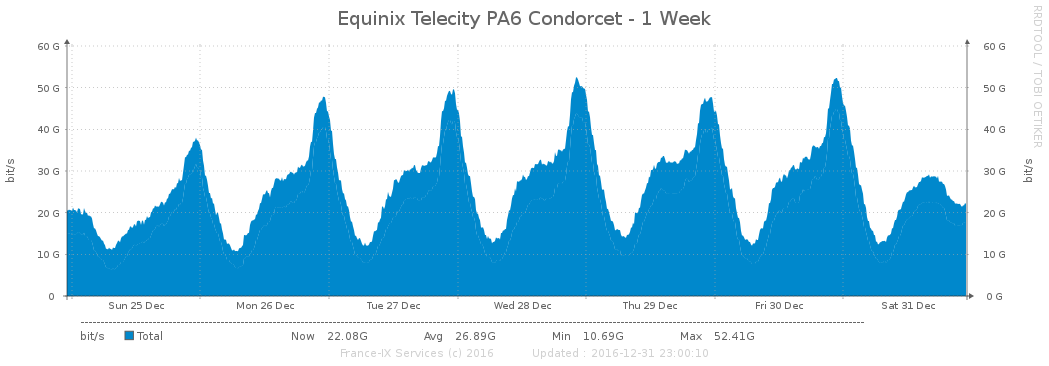 Equinix Telecity PA6 Condorcet - 1 Week
RRDTOOL / TOBI OETIKER
60 G 60 G
50 G 50 G
40 G 40 G
30 G 30 G
20 G 20 G
10 G 10 G
0 0 G
bit/s
bit/s
Sun 25 Dec Mon 26 Dec Tue 27 Dec Wed 28 Dec Thu 29 Dec Fri 30 Dec Sat 31 Dec
bit/s Total Now 22.08G Avg 26.89G Min 10.69G Max 52.41G
France-IX Services (c) 2016 Updated : 2016-12-31 23:00:10